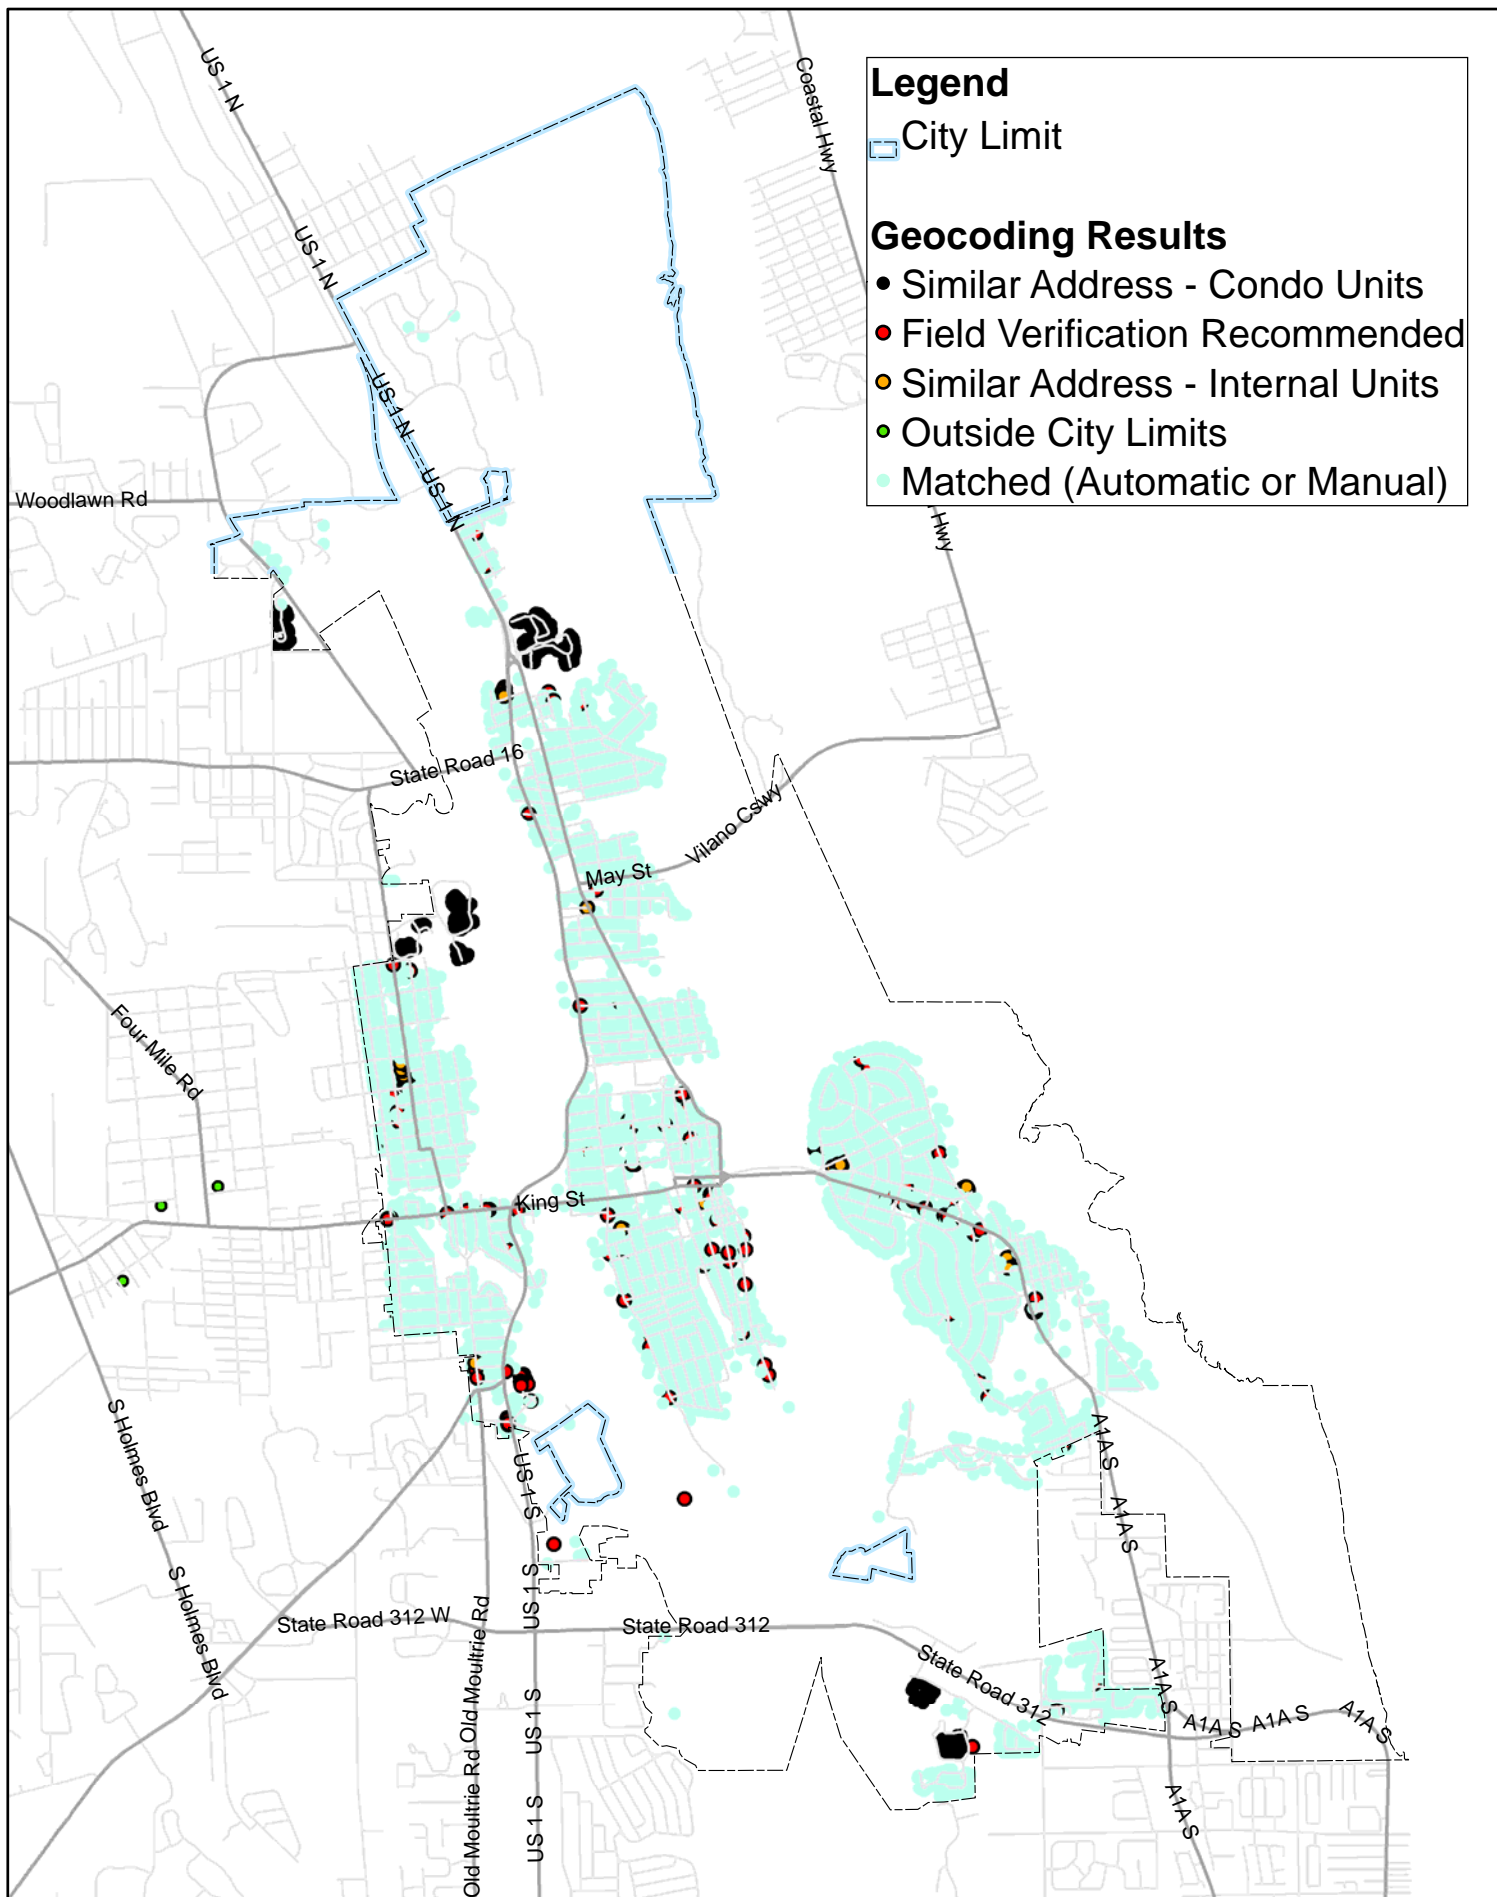 US 1 N
Coastal Hwy
Legend
City Limit
Geocoding Results
Similar Address - Condo Units
Field Verification Recommended
Similar Address - Internal Units
Outside City Limits
Matched (Automatic or Manual)
US 1 N
US 1 N
US 1 N
Woodlawn Rd
Hwy
State Road 16
Vilano Cswy
May St
Four Mile Rd
King St
S Holmes Blvd
A1A S
US 1 S
A1A S
S Holmes Blvd
US 1 S
State Road 312 W
Old Moultrie Rd
State Road 312
State Road 312
A1A S
A1A S
A1A S
A1A S
US 1 S
Old Moultrie Rd
A1A S
US 1 S